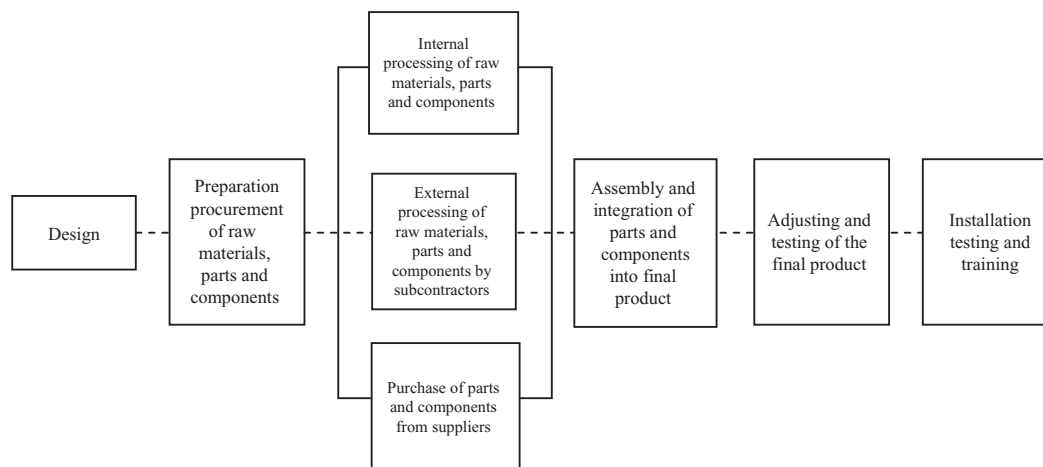 Design
Preparation
procurement
of raw
materials,
parts and
components
Internal
processing of raw
materials, parts
and components
External
processing of
raw materials,
parts and
components by
subcontractors
Purchase of parts
and components
from suppliers
Assembly and
integration of
parts and
components
into final
product
Adjusting and
testing of the
final product
Installation
testing and
training